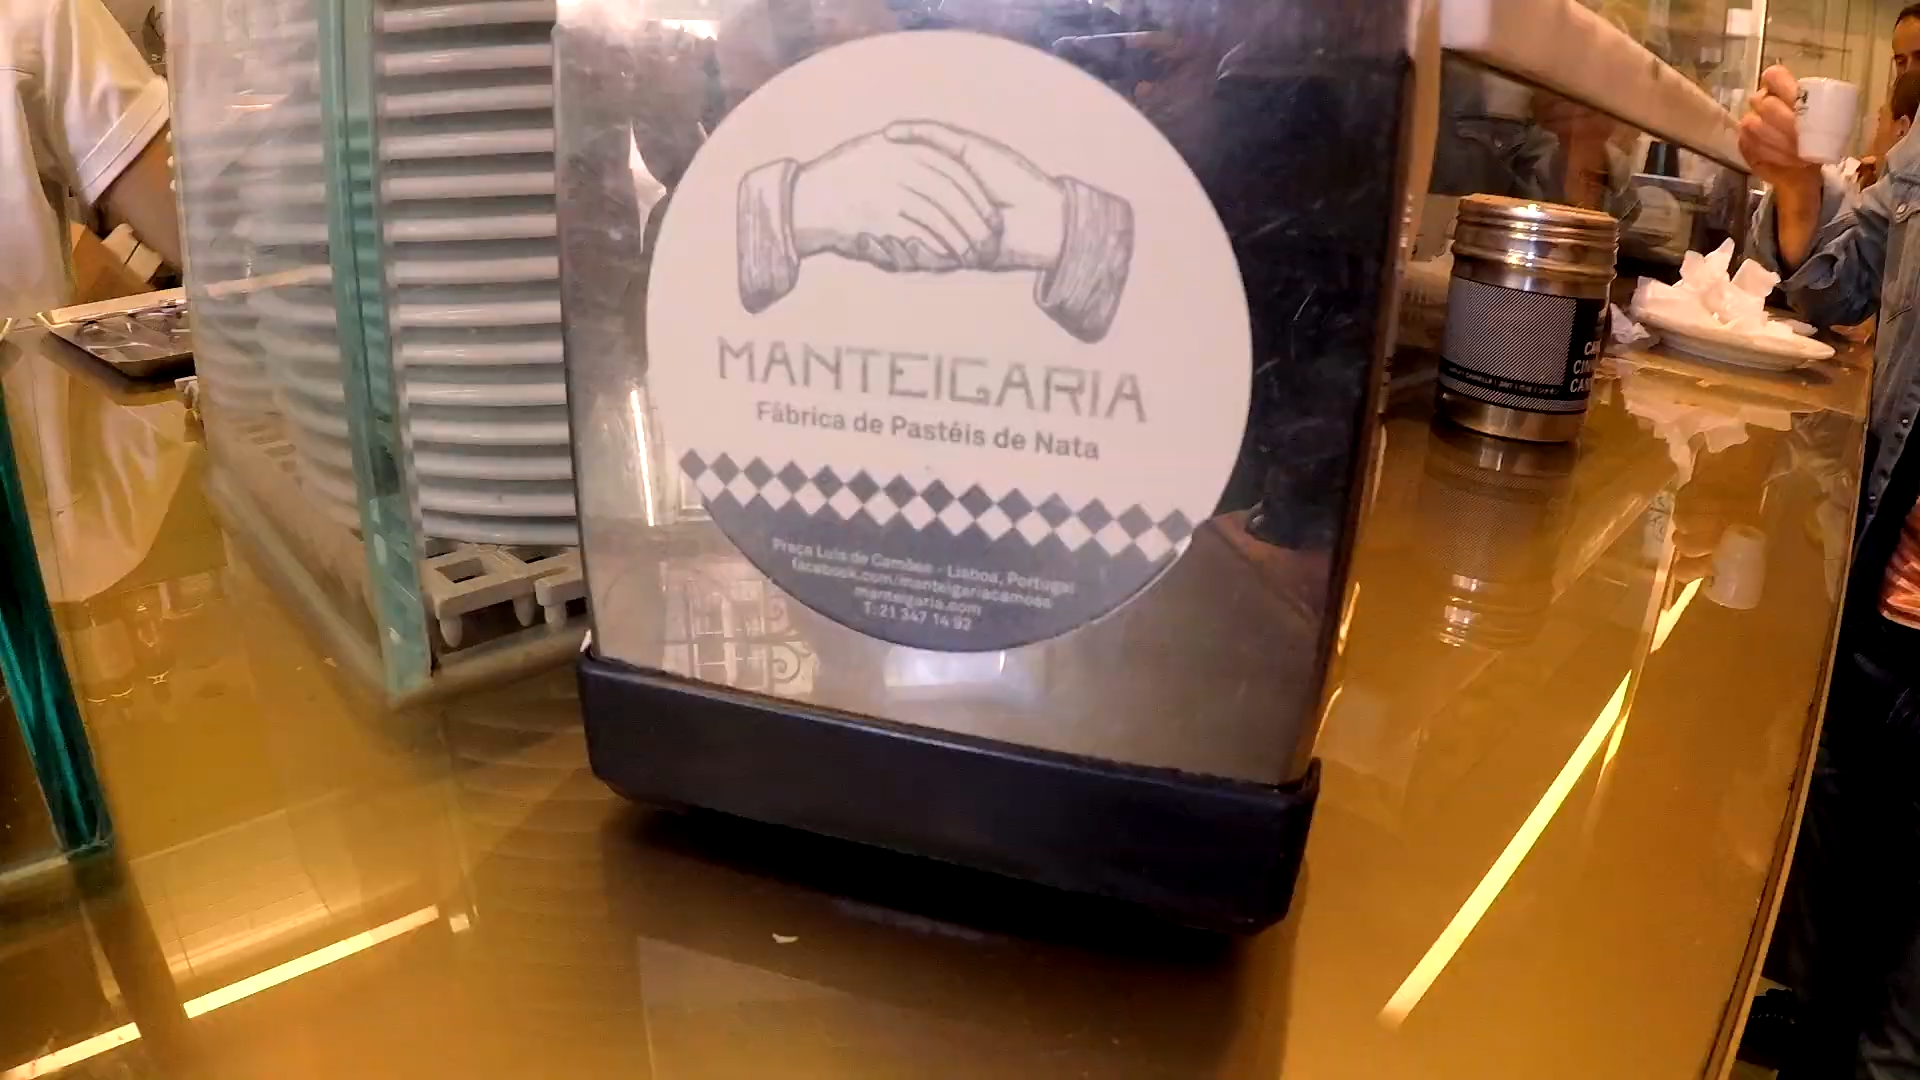 MANTEIGARIA
Fábrica de Pastéis de Nata
Praça Luís de Camões - Lisboa, Portugal
facebook.com/manteigariacamoes
manteigaria.com
T: 21 347 14 92